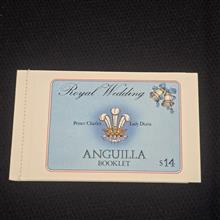 Royal Wedding
Prince Charles Lady Diana
ANGUILLA
BOOKLET
$14